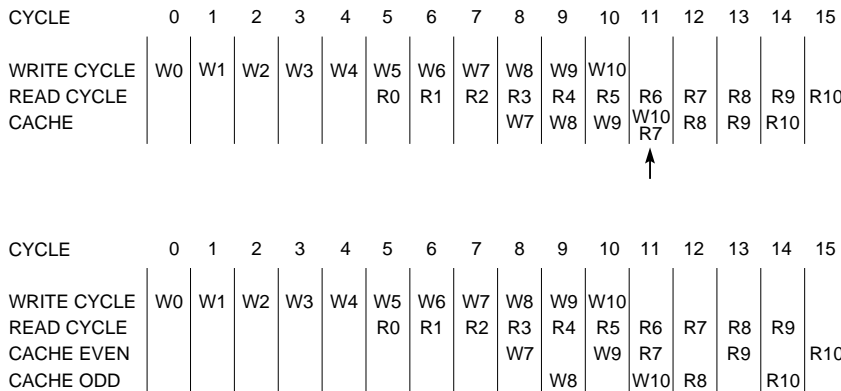 CYCLE 0 1 2 3 4 5 6 7 8 9 10 11 12 13 14 15
WRITE CYCLE W0 W1 W2 W3 W4 W5 W6 W7 W8 W9 W10
READ CYCLE R0 R1 R2 R3 R4 R5 R6 R7 R8 R9 R10
CACHE W7 W8 W9 W10 R7 R8 R9 R10
CYCLE 0 1 2 3 4 5 6 7 8 9 10 11 12 13 14 15
WRITE CYCLE W0 W1 W2 W3 W4 W5 W6 W7 W8 W9 W10
READ CYCLE R0 R1 R2 R3 R4 R5 R6 R7 R8 R9
CACHE EVEN W7 W9 R7 R9 R10
CACHE ODD W8 W10 R8 R10